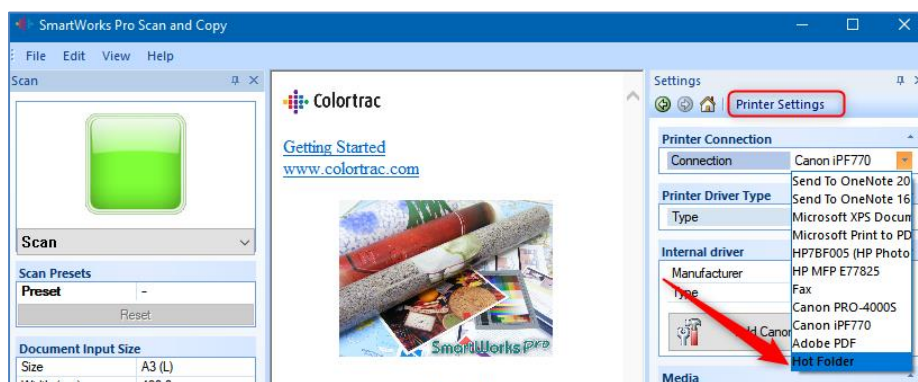 SmartWorks Pro Scan and Copy
File Edit View Help
Scan
Scan
Scan Presets
Preset -
Reset
Document Input Size
Size A3 (L)
Colortrac
Getting Started
www.colortrac.com
SmartWorks pro
Settings
Printer Settings
Printer Connection
Connection Canon iPF770
Send To OneNote 20
Send To OneNote 16
Printer Driver Type
Type
Microsoft XPS Docum
Microsoft Print to PD
Internal driver
HP7BF005 (HP Photo
Manufacturer
HP MFP E77825
Type
Fax
Canon PRO-4000S
Canon iPF770
Adobe PDF
Hot Folder
Media